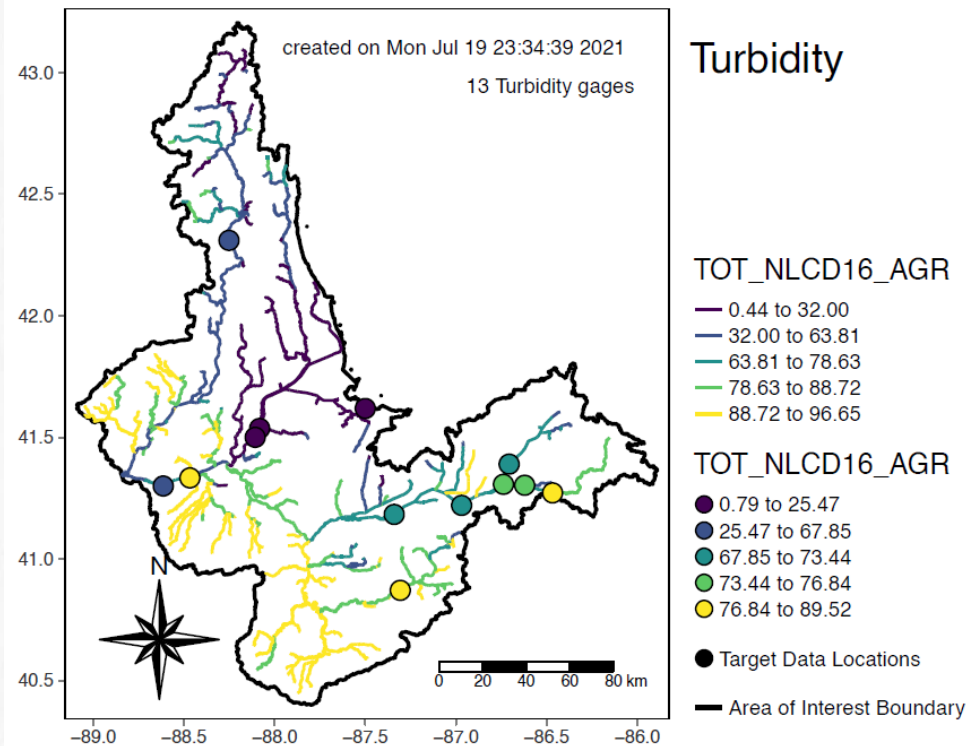 created on Mon Jul 19 23:34:39 2021
13 Turbidity gages
Turbidity
43.0
42.5
42.0
41.5
41.0
40.5
N
0 20 40 60 80 km
−89.0 −88.5 −88.0 −87.5 −87.0 −86.5 −86.0
TOT_NLCD16_AGR
0.44 to 32.00
32.00 to 63.81
63.81 to 78.63
78.63 to 88.72
88.72 to 96.65
TOT_NLCD16_AGR
0.79 to 25.47
25.47 to 67.85
67.85 to 73.44
73.44 to 76.84
76.84 to 89.52
Target Data Locations
Area of Interest Boundary